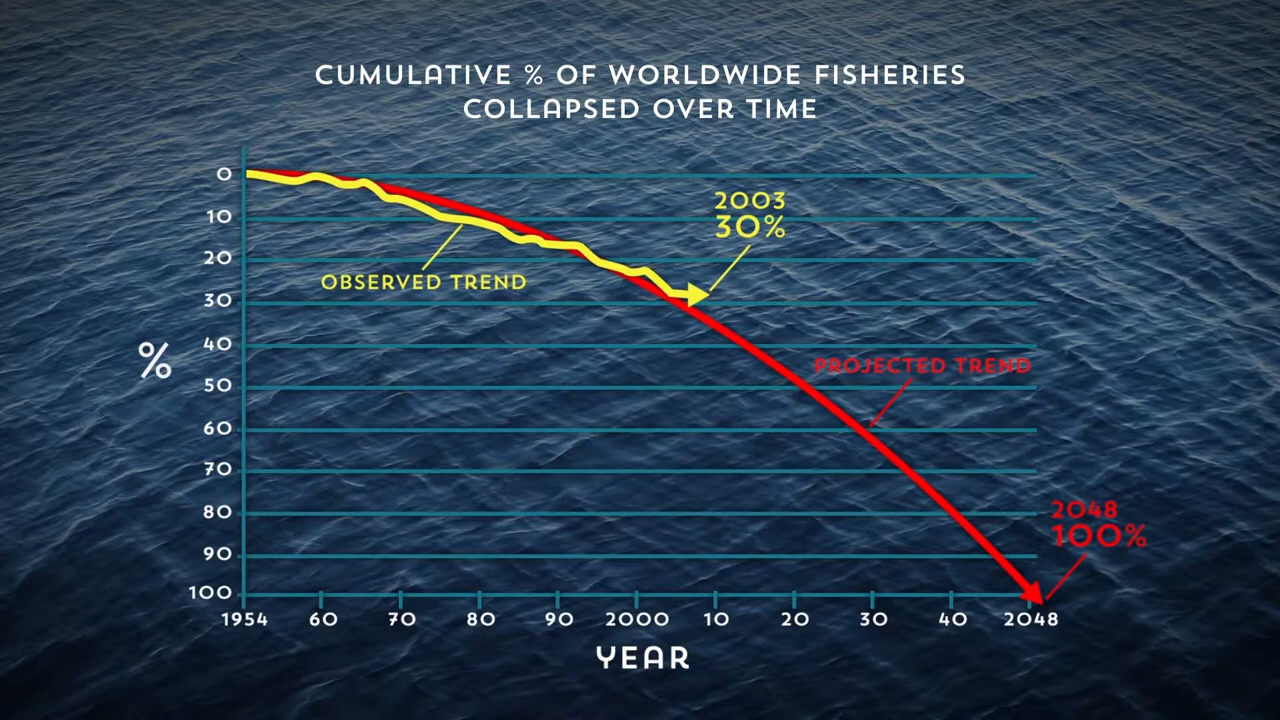 CUMULATIVE % OF WORLDWIDE FISHERIES
COLLAPSED OVER TIME
0
10
20
30
40
50
60
70
80
90
100
%
2003
30%
OBSERVED TREND
PROJECTED TREND
2048
100%
1954 60 70 80 90 2000 10 20 30 40 2048
YEAR